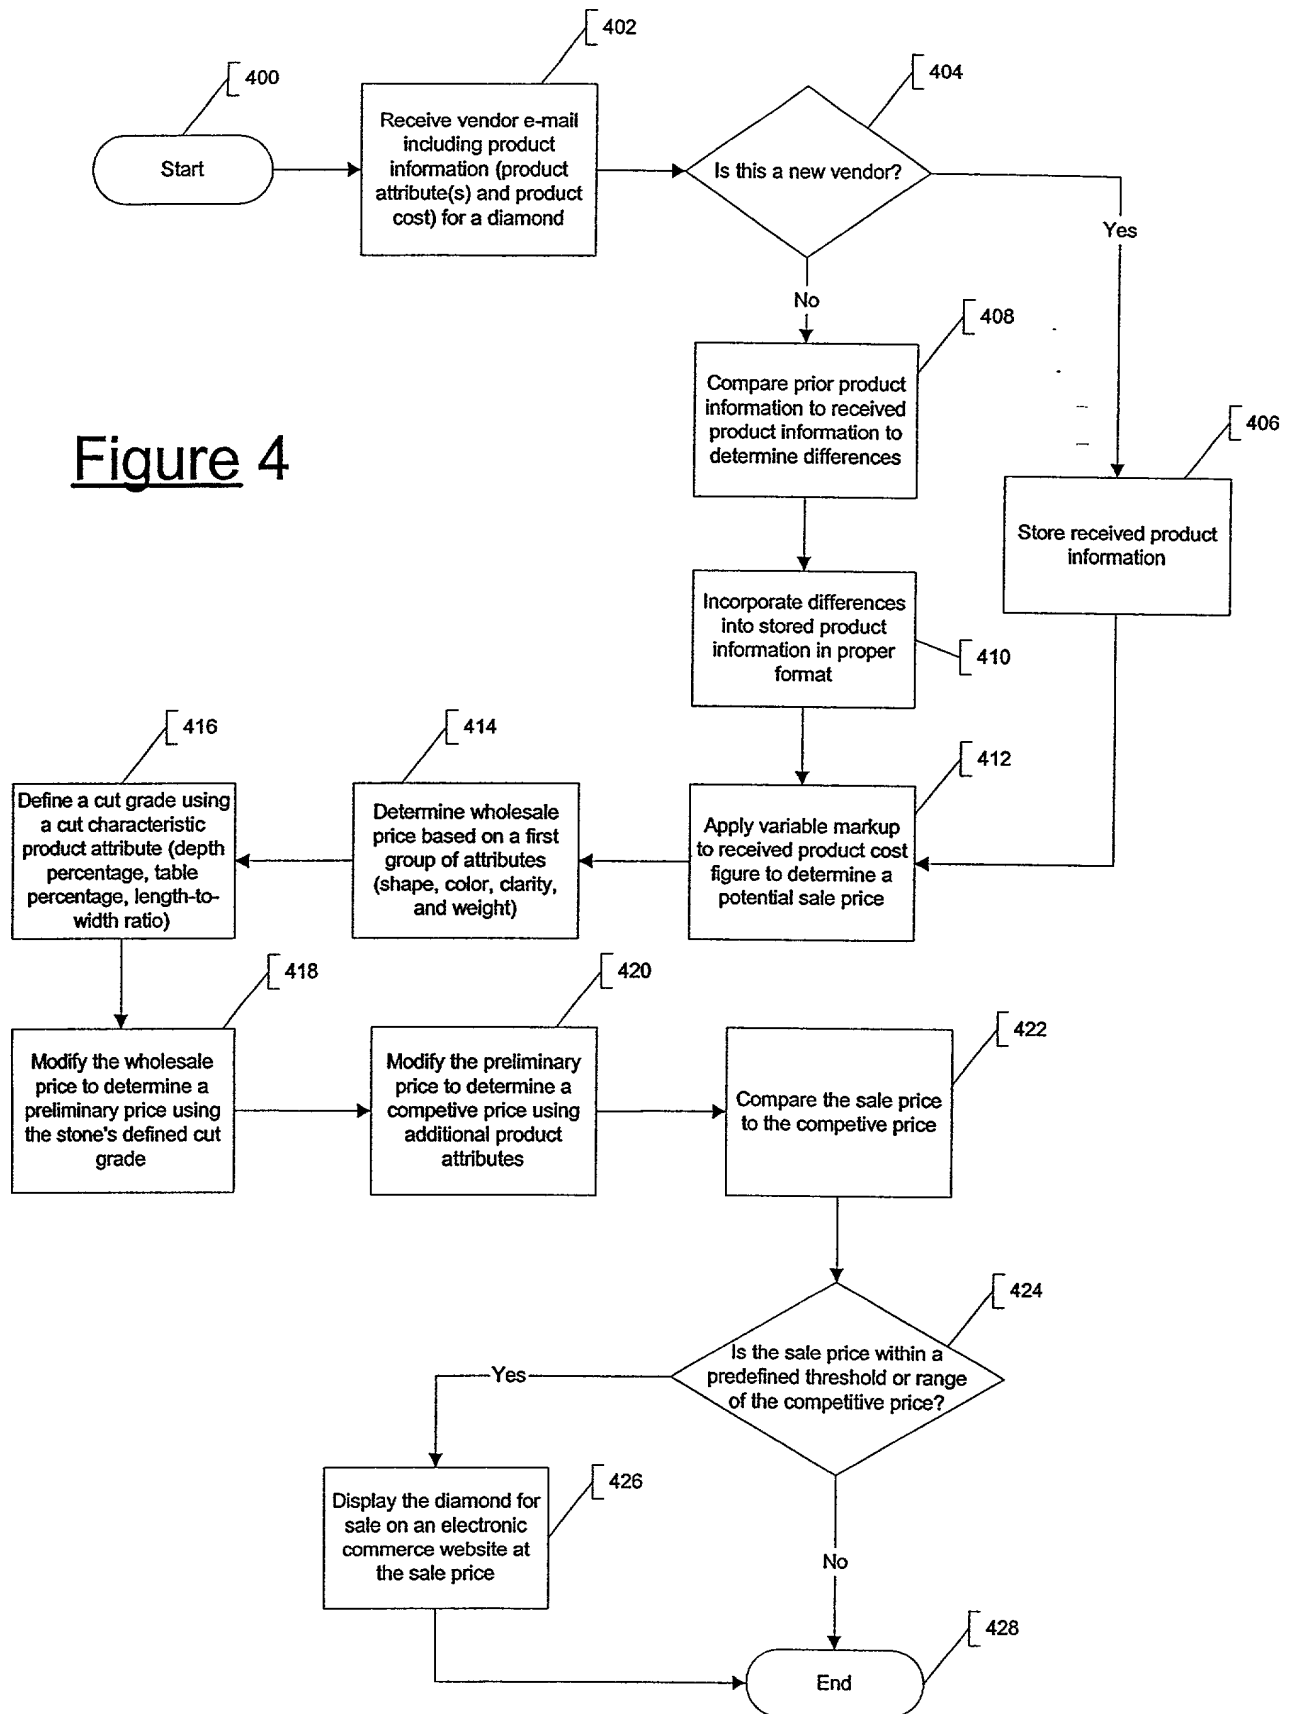 402
400
404
Receive vendor e-mail
including product
information (product
attribute(s) and product
cost) for a diamond
Start
Is this a new vendor?
Yes
No
408
Compare prior product
information to received
product information to
determine differences
406
Figure 4
Store received product
information
Incorporate differences
into stored product
information in proper
format
410
416
414
412
Define a cut grade using
a cut characteristic
product attribute (depth
percentage, table
percentage, length-to-
width ratio)
Determine wholesale
price based on a first
group of attributes
(shape, color, clarity,
and weight)
Apply variable markup
to received product cost
figure to determine a
potential sale price
418
420
422
Modify the wholesale
price to determine a
preliminary price using
the stone's defined cut
grade
Modify the preliminary
price to determine a
competive price using
additional product
attributes
Compare the sale price
to the competive price
424
Is the sale price within a
predefined threshold or range
of the competitive price?
Yes
426
Display the diamond for
sale on an electronic
commerce website at
the sale price
No
428
End